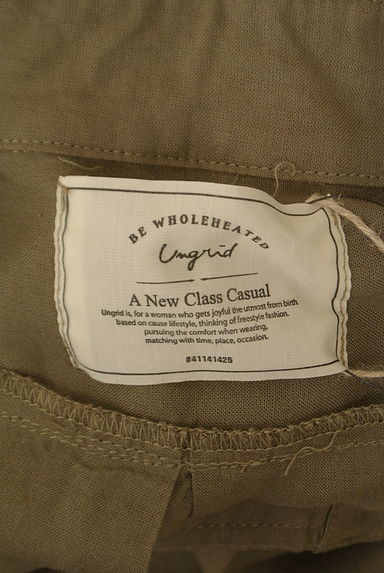 BE WHOLEHEATED
Ungrid
A New Class Casual
Ungrid is, for a woman who gets joyful the utmost from birth
based on cause lifestyle, thinking of freestyle fashion.
pursuing the comfort when wearing,
matching with time, place, occasion.
#41141425